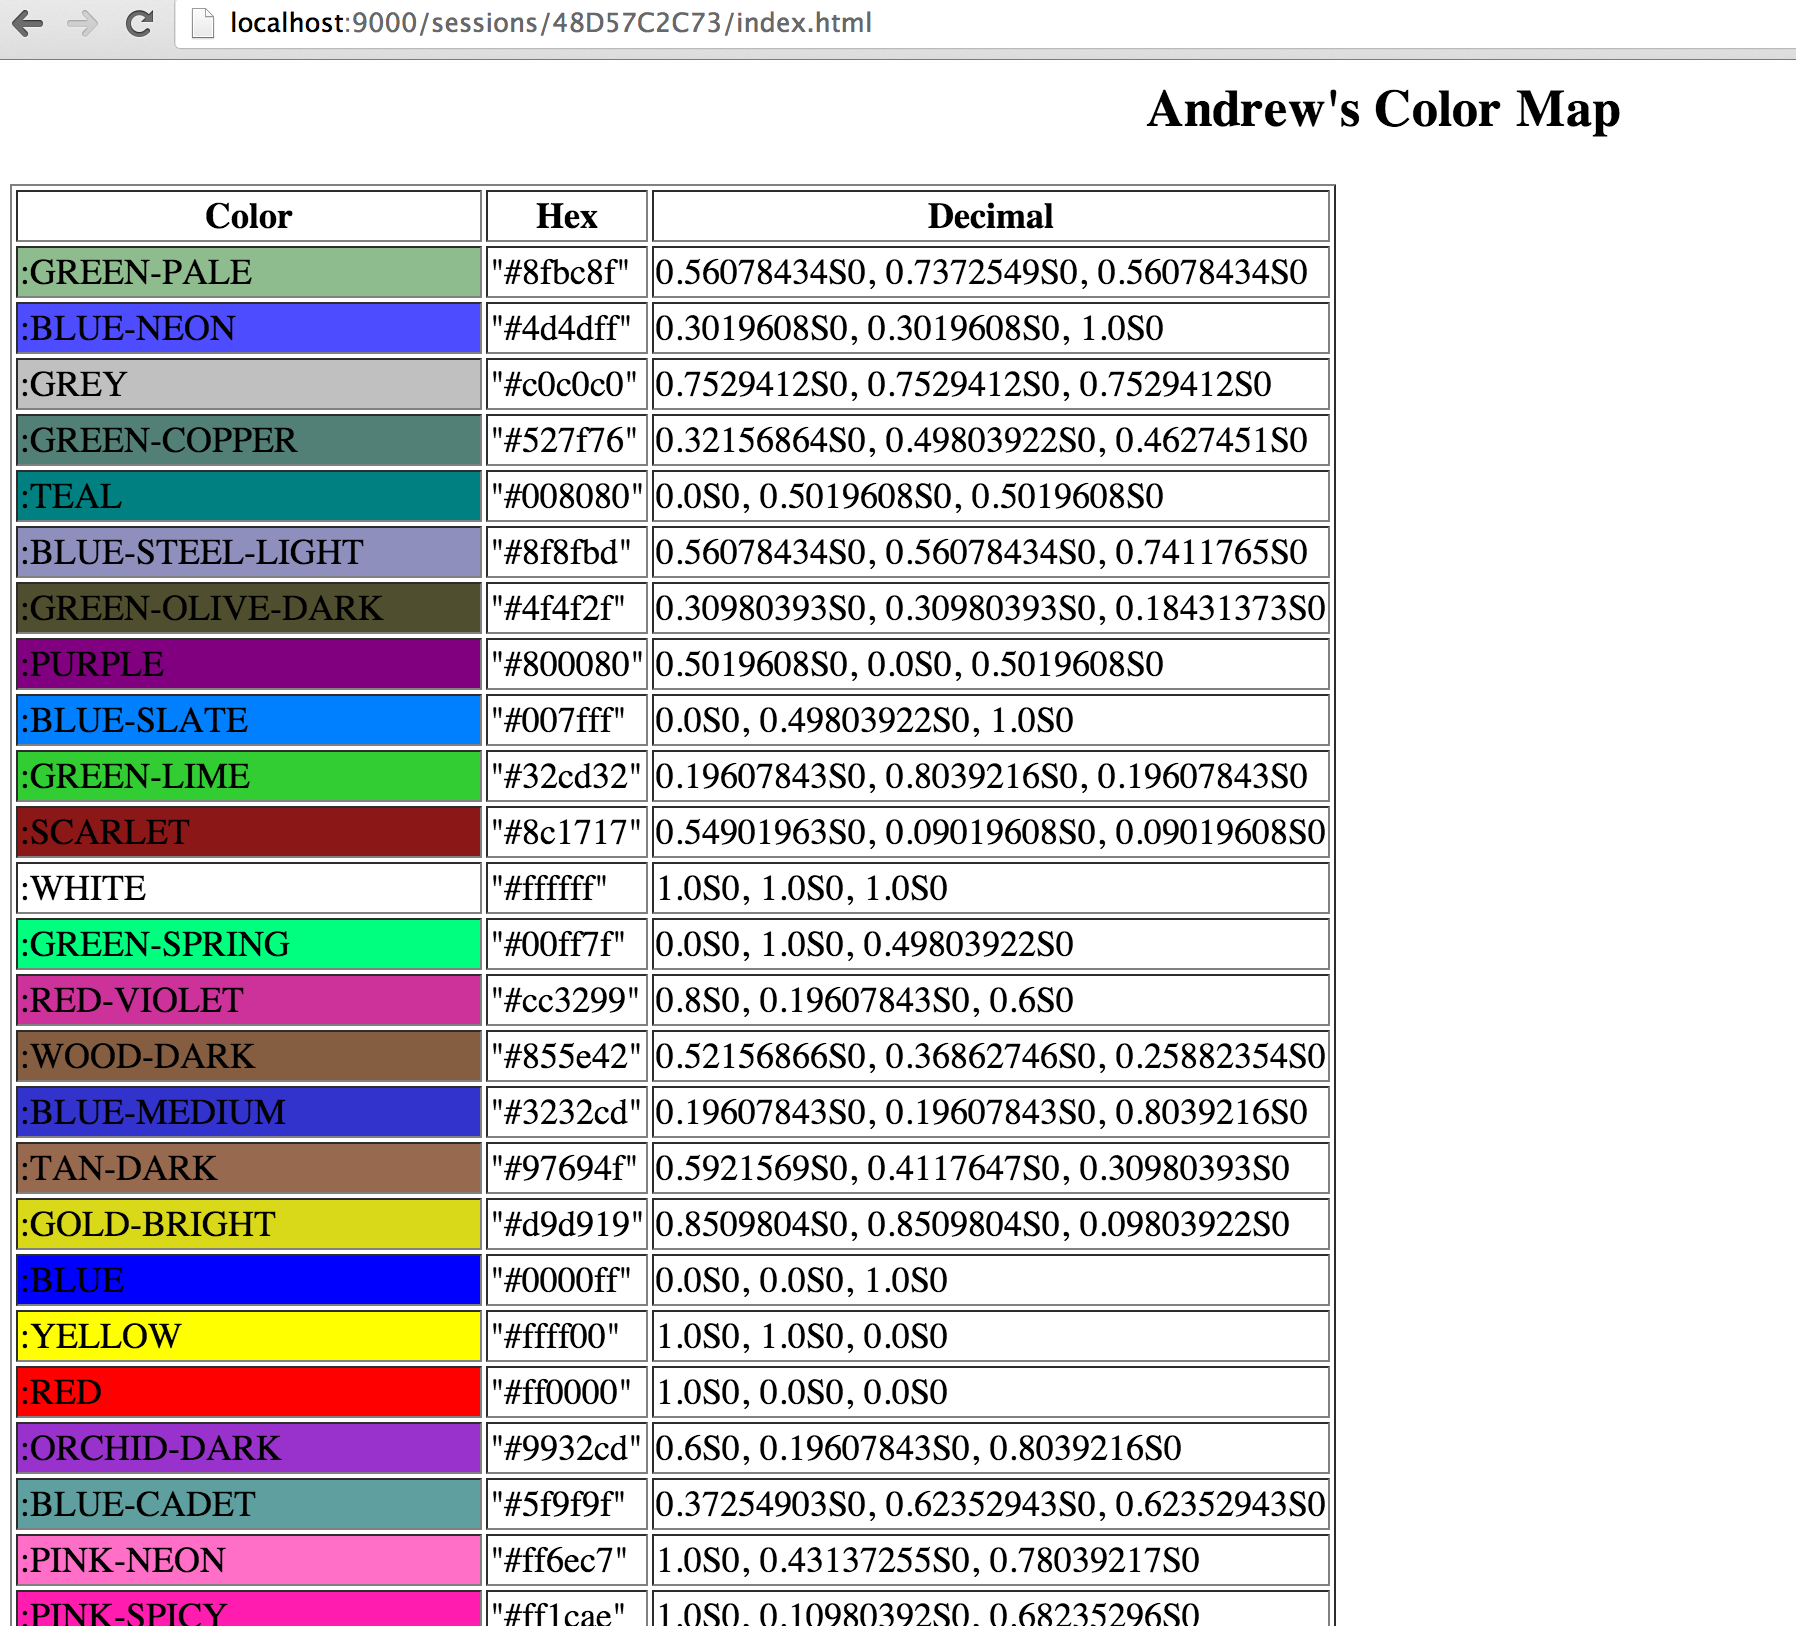 localhost:9000/sessions/48D57C2C73/index.html
Andrew's Color Map
Color Hex Decimal
:GREEN-PALE "#8fbc8f" 0.56078434S0, 0.7372549S0, 0.56078434S0
:BLUE-NEON "#4d4dff" 0.3019608S0, 0.3019608S0, 1.0S0
:GREY "#c0c0c0" 0.7529412S0, 0.7529412S0, 0.7529412S0
:GREEN-COPPER "#527f76" 0.32156864S0, 0.49803922S0, 0.4627451S0
:TEAL "#008080" 0.0S0, 0.5019608S0, 0.5019608S0
:BLUE-STEEL-LIGHT "#8f8fbd" 0.56078434S0, 0.56078434S0, 0.7411765S0
:GREEN-OLIVE-DARK "#4f4f2f" 0.30980393S0, 0.30980393S0, 0.18431373S0
:PURPLE "#800080" 0.5019608S0, 0.0S0, 0.5019608S0
:BLUE-SLATE "#007fff" 0.0S0, 0.49803922S0, 1.0S0
:GREEN-LIME "#32cd32" 0.19607843S0, 0.8039216S0, 0.19607843S0
:SCARLET "#8c1717" 0.54901963S0, 0.09019608S0, 0.09019608S0
:WHITE "#ffffff" 1.0S0, 1.0S0, 1.0S0
:GREEN-SPRING "#00ff7f" 0.0S0, 1.0S0, 0.49803922S0
:RED-VIOLET "#cc3299" 0.8S0, 0.19607843S0, 0.6S0
:WOOD-DARK "#855e42" 0.52156866S0, 0.36862746S0, 0.25882354S0
:BLUE-MEDIUM "#3232cd" 0.19607843S0, 0.19607843S0, 0.8039216S0
:TAN-DARK "#97694f" 0.5921569S0, 0.4117647S0, 0.30980393S0
:GOLD-BRIGHT "#d9d919" 0.8509804S0, 0.8509804S0, 0.09803922S0
:BLUE "#0000ff" 0.0S0, 0.0S0, 1.0S0
:YELLOW "#ffff00" 1.0S0, 1.0S0, 0.0S0
:RED "#ff0000" 1.0S0, 0.0S0, 0.0S0
:ORCHID-DARK "#9932cd" 0.6S0, 0.19607843S0, 0.8039216S0
:BLUE-CADET "#5f9f9f" 0.37254903S0, 0.62352943S0, 0.62352943S0
:PINK-NEON "#ff6ec7" 1.0S0, 0.43137255S0, 0.78039217S0
:PINK-SPICY "#ff1cae" 1.0S0, 0.10980392S0, 0.68235296S0